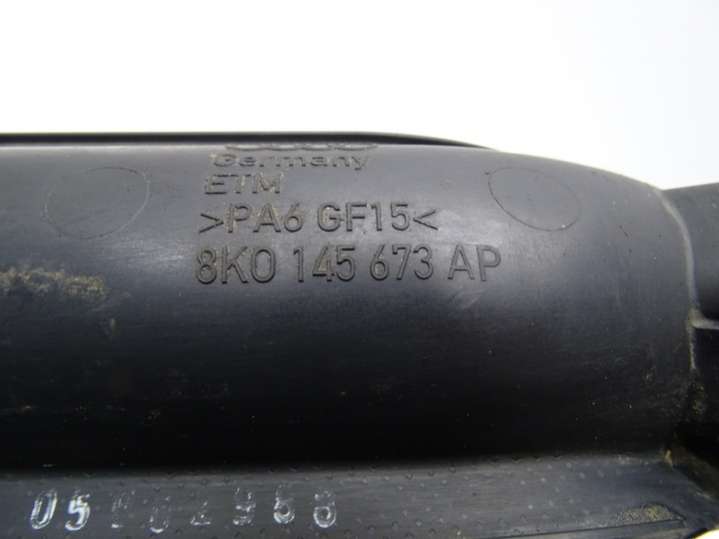 Germany
ETM
>PA6 GF15<
8K0 145 673 AP